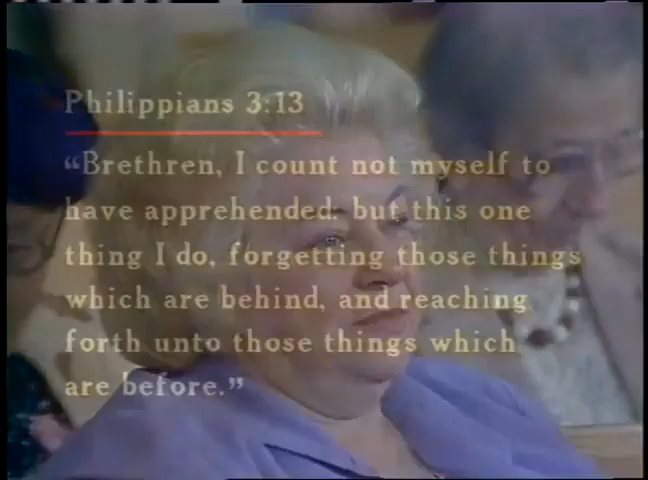 Philippians 3:13
“Brethren, I count not myself to
have apprehended: but this one
thing I do, forgetting those things
which are behind, and reaching
forth unto those things which
are before.”